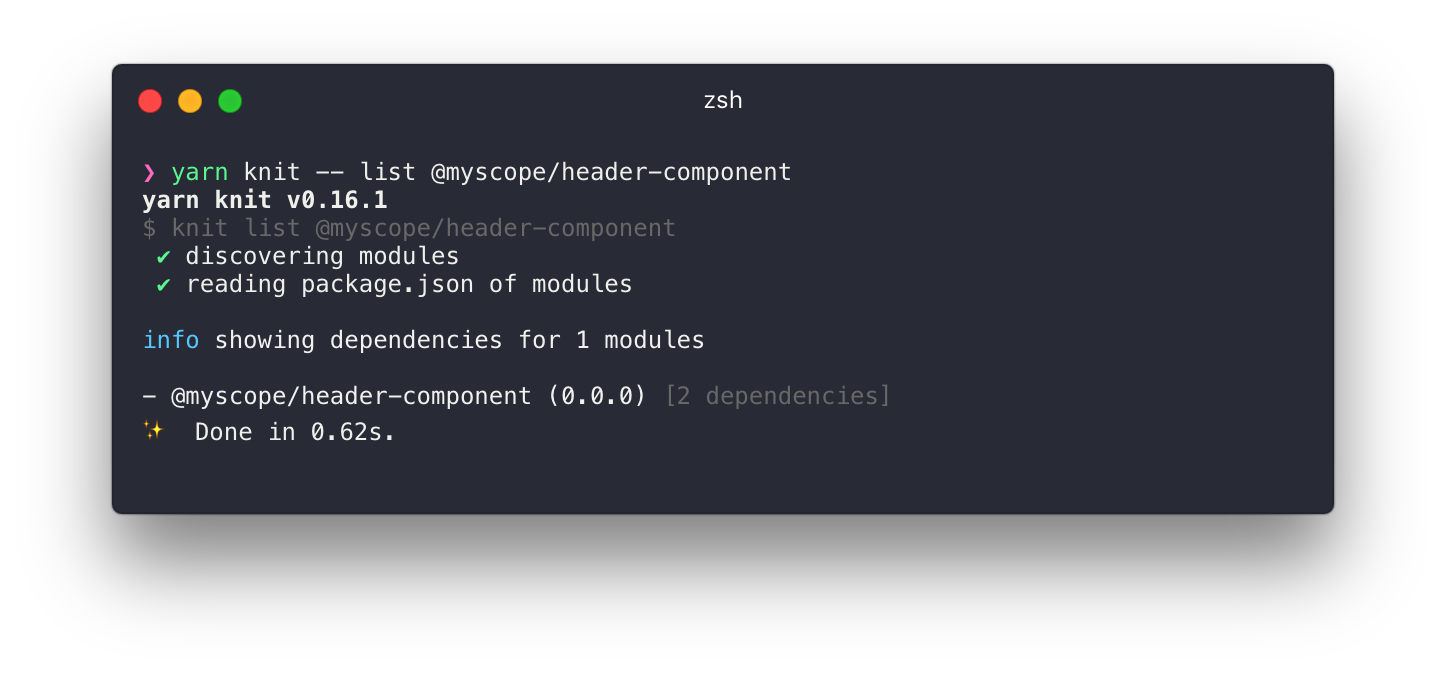 zsh
❯ yarn knit -- list @myscope/header-component
yarn knit v0.16.1
$ knit list @myscope/header-component
✔ discovering modules
✔ reading package.json of modules
info showing dependencies for 1 modules
- @myscope/header-component (0.0.0) [2 dependencies]
✨ Done in 0.62s.